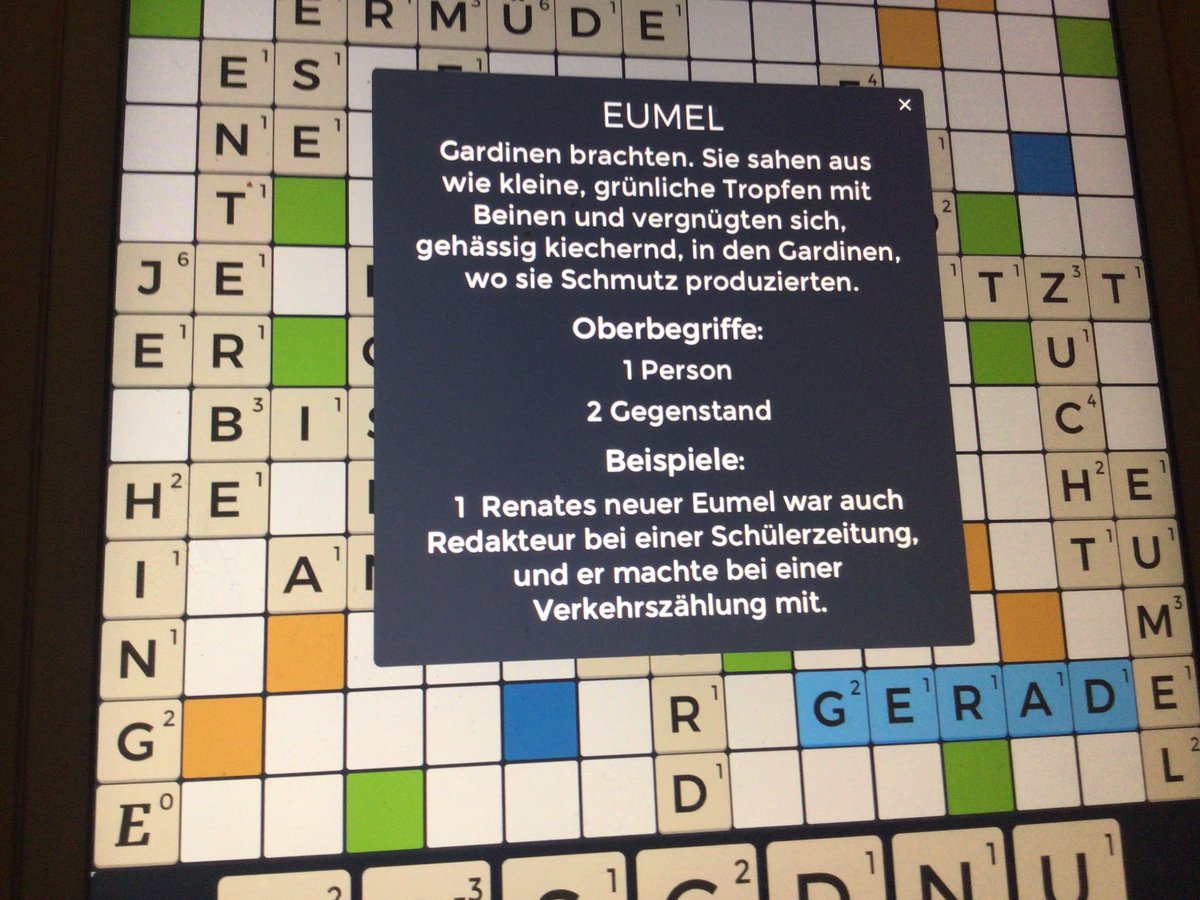 E R M Ü D E
E S
N E
EUMEL
Gardinen brachten. Sie sahen aus
wie kleine, grünliche Tropfen mit
Beinen und vergnügten sich,
gehässig kiechernd, in den Gardinen,
wo sie Schmutz produzierten.
Oberbegriffe:
1 Person
2 Gegenstand
Beispiele:
1 Renates neuer Eumel war auch
Redakteur bei einer Schülerzeitung,
und er machte bei einer
Verkehrszählung mit.
T
J E T Z T
E R U
B I C
H E H E
I A T U
N M
G R G E R A D E
E D L
D N U